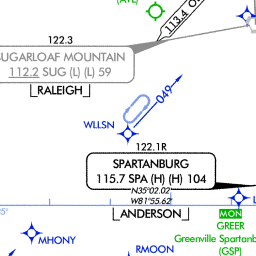 (AVL)
113.4
122.3
SUGARLOAF MOUNTAIN
112.2 SUG (L) (L) 59
RALEIGH
049
WLLSN
122.1R
SPARTANBURG
115.7 SPA (H) (H) 104
N35°02.02'
W81°55.62'
ANDERSON
MON
GREER
Greenville Spartanb
(GSP)
MHONY
RMOON